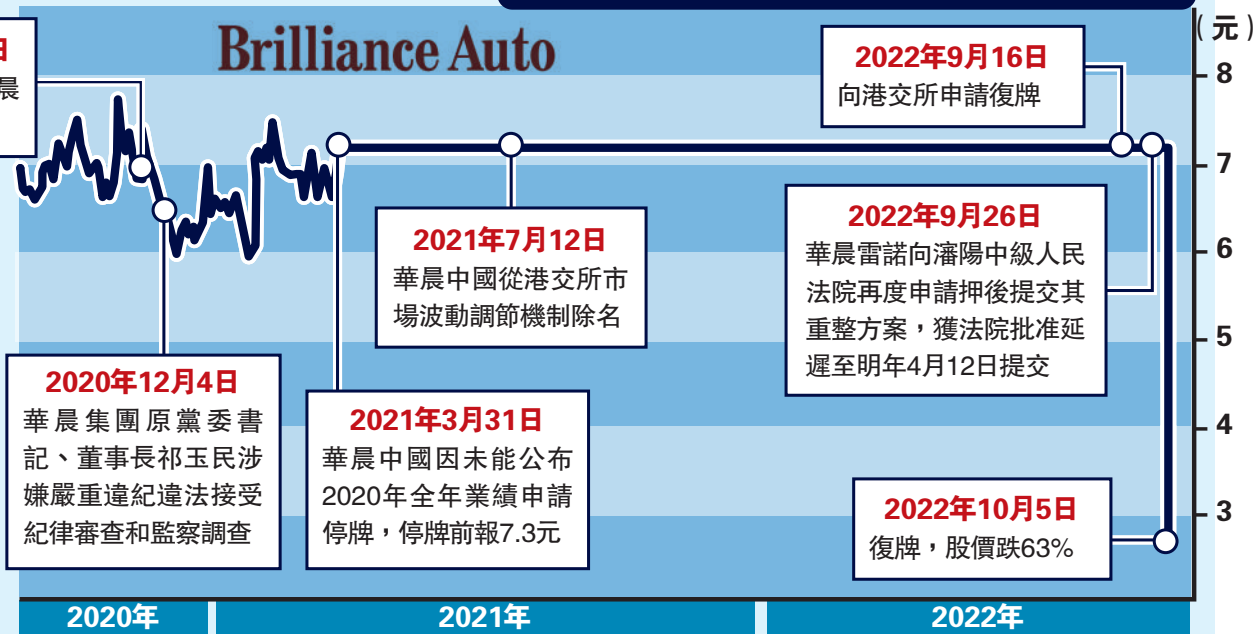 日
晨
Brilliance Auto
(元)
8
7
6
5
4
3
2022年9月16日
向港交所申請復牌
2021年7月12日
華晨中國從港交所市
場波動調節機制除名
2022年9月26日
華晨雷諾向瀋陽中級人民
法院再度申請押後提交其
重整方案，獲法院批准延
遲至明年4月12日提交
2020年12月4日
華晨集團原黨委書
記、董事長祁玉民涉
嫌嚴重違紀違法接受
紀律審查和監察調查
2021年3月31日
華晨中國因未能公布
2020年全年業績申請
停牌，停牌前報7.3元
2022年10月5日
復牌，股價跌63%
2020年
2021年
2022年